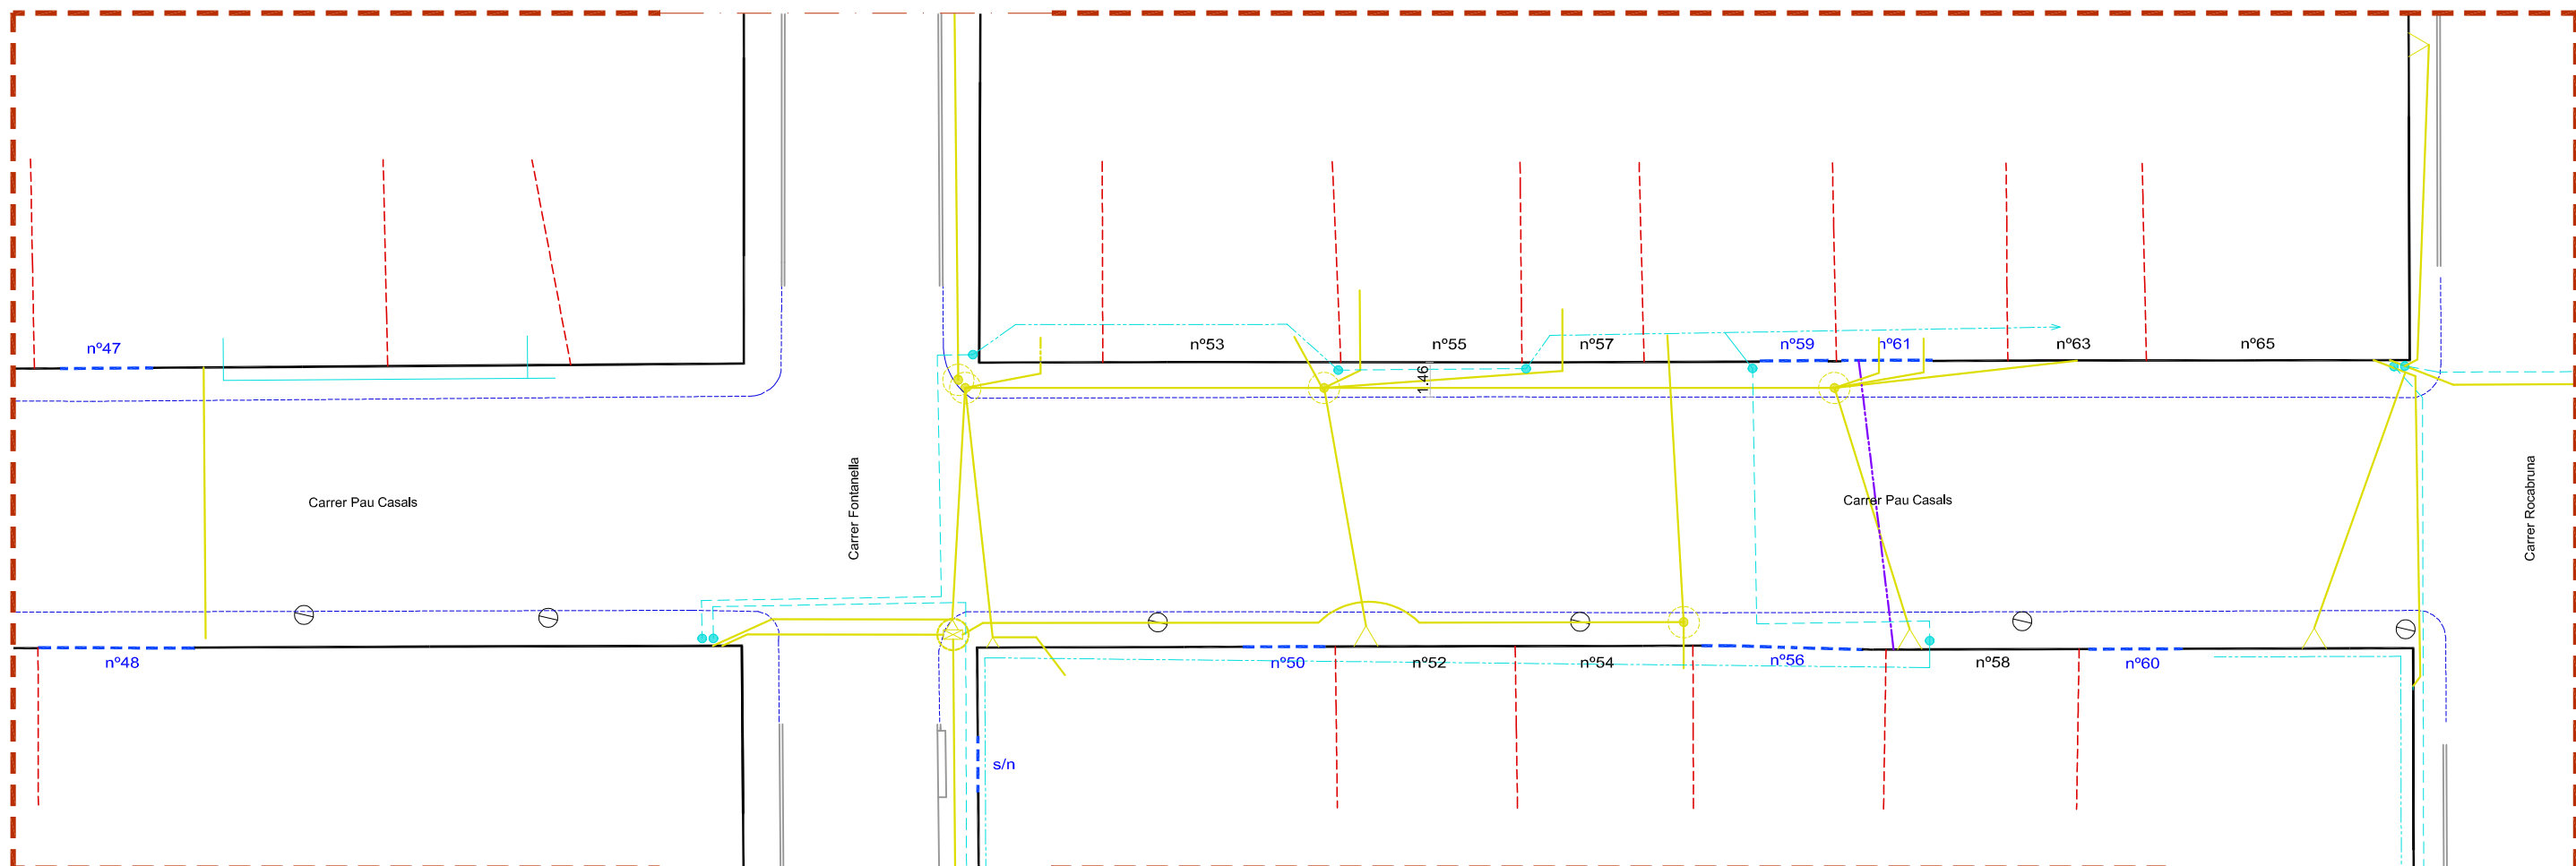 nº47
nº53
nº55
nº57
nº59
nº61
nº63
nº65
1.46
Carrer Pau Casals
Carrer Fontanella
Carrer Pau Casals
Carrer Rocabruna
nº48
nº50
nº52
nº54
nº56
nº58
nº60
s/n